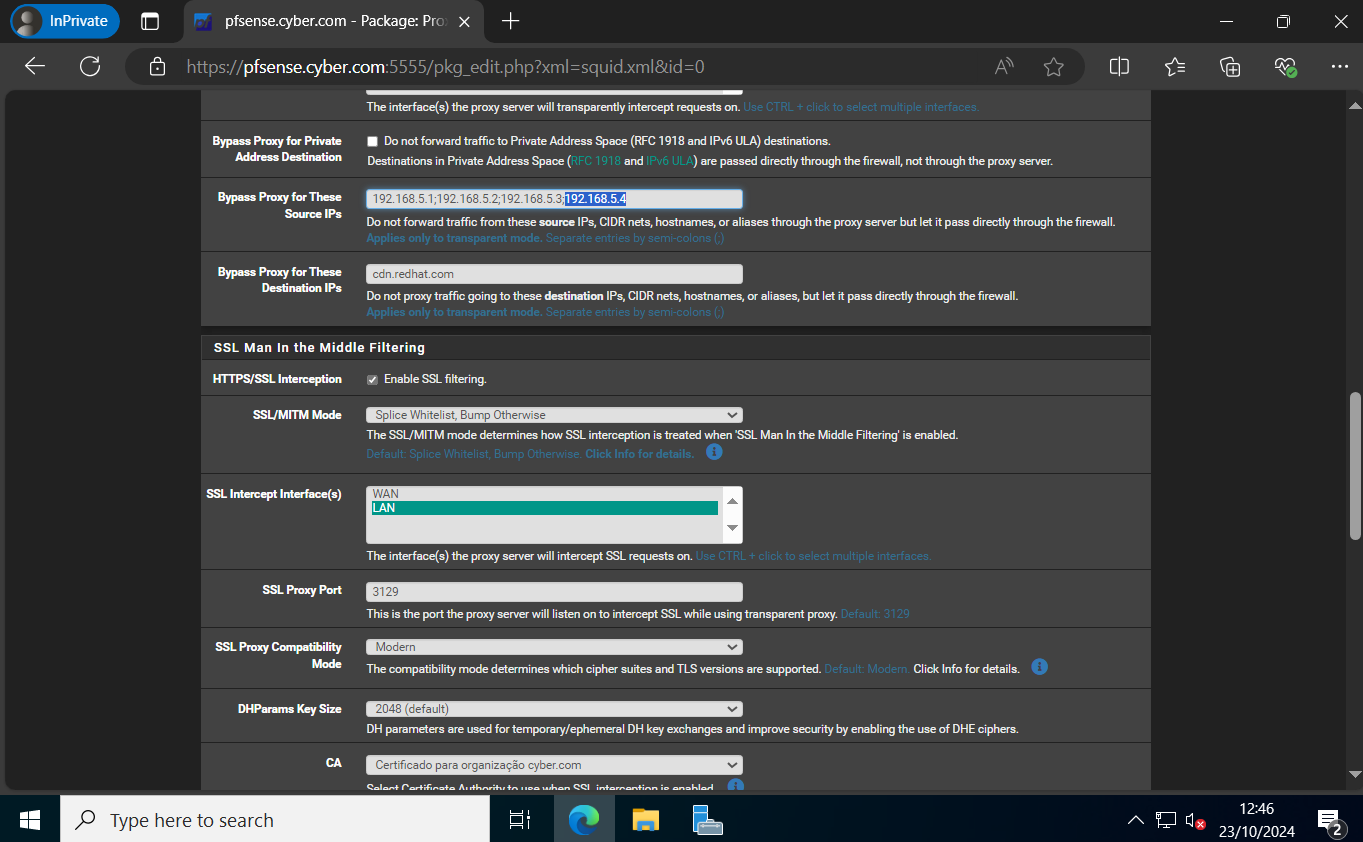 InPrivate
pfsense.cyber.com - Package: Pro
https://pfsense.cyber.com:5555/pkg_edit.php?xml=squid.xml&id=0
The interface(s) the proxy server will transparently intercept requests on. Use CTRL + click to select multiple interfaces.
Bypass Proxy for Private Address Destination
Do not forward traffic to Private Address Space (RFC 1918 and IPv6 ULA) destinations.
Destinations in Private Address Space (RFC 1918 and IPv6 ULA) are passed directly through the firewall, not through the proxy server.
Bypass Proxy for These Source IPs
192.168.5.1;192.168.5.2;192.168.5.3;192.168.5.4
Do not forward traffic from these source IPs, CIDR nets, hostnames, or aliases through the proxy server but let it pass directly through the firewall.
Applies only to transparent mode. Separate entries by semi-colons (;)
Bypass Proxy for These Destination IPs
cdn.redhat.com
Do not proxy traffic going to these destination IPs, CIDR nets, hostnames, or aliases, but let it pass directly through the firewall.
Applies only to transparent mode. Separate entries by semi-colons (;)
SSL Man In the Middle Filtering
HTTPS/SSL Interception
Enable SSL filtering.
SSL/MITM Mode
Splice Whitelist, Bump Otherwise
The SSL/MITM mode determines how SSL interception is treated when 'SSL Man In the Middle Filtering' is enabled.
Default: Splice Whitelist, Bump Otherwise. Click Info for details.
SSL Intercept Interface(s)
WAN
LAN
The interface(s) the proxy server will intercept SSL requests on. Use CTRL + click to select multiple interfaces.
SSL Proxy Port
3129
This is the port the proxy server will listen on to intercept SSL while using transparent proxy. Default: 3129
SSL Proxy Compatibility Mode
Modern
The compatibility mode determines which cipher suites and TLS versions are supported. Default: Modern. Click Info for details.
DHParams Key Size
2048 (default)
DH parameters are used for temporary/ephemeral DH key exchanges and improve security by enabling the use of DHE ciphers.
CA
Certificado para organização cyber.com
Select Certificate Authority to use when SSL interception is enabled.
Type here to search
12:46
23/10/2024
2